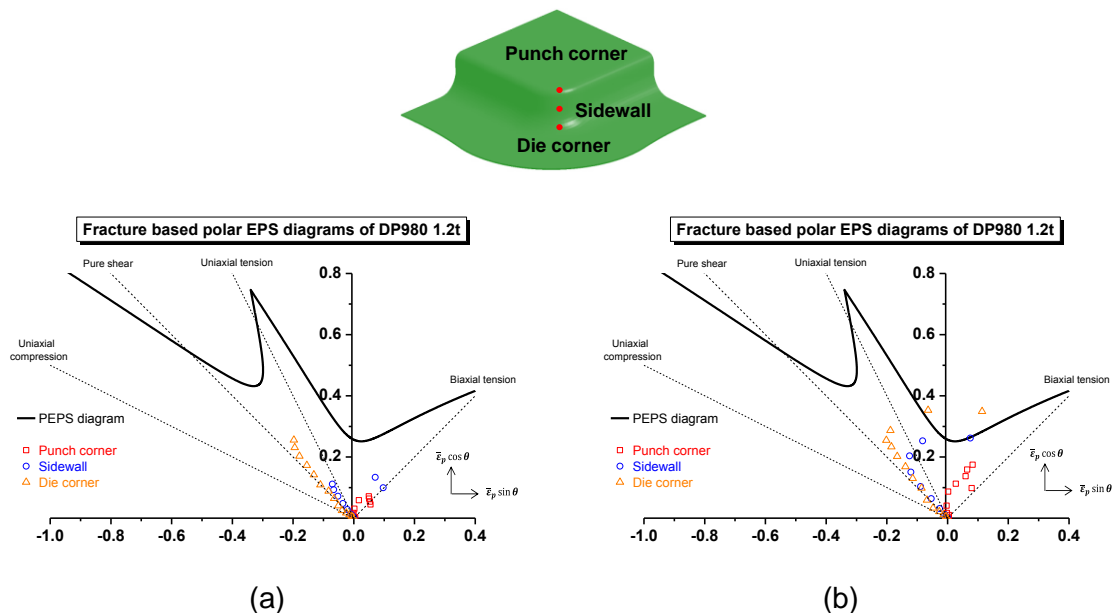 Punch corner
Sidewall
Die corner
Fracture based polar EPS diagrams of DP980 1.2t
Pure shear
Uniaxial tension
0.8
0.6
Uniaxial
compression
0.4
Biaxial tension
PEPS diagram
0.2
Punch corner
Sidewall
Die corner
ε̅ₚ cos θ
ε̅ₚ sin θ
-1.0 -0.8 -0.6 -0.4 -0.2 0.0 0.2 0.4
(a)
Fracture based polar EPS diagrams of DP980 1.2t
Pure shear
Uniaxial tension
0.8
0.6
Uniaxial
compression
0.4
Biaxial tension
PEPS diagram
0.2
Punch corner
Sidewall
Die corner
ε̅ₚ cos θ
ε̅ₚ sin θ
-1.0 -0.8 -0.6 -0.4 -0.2 0.0 0.2 0.4
(b)